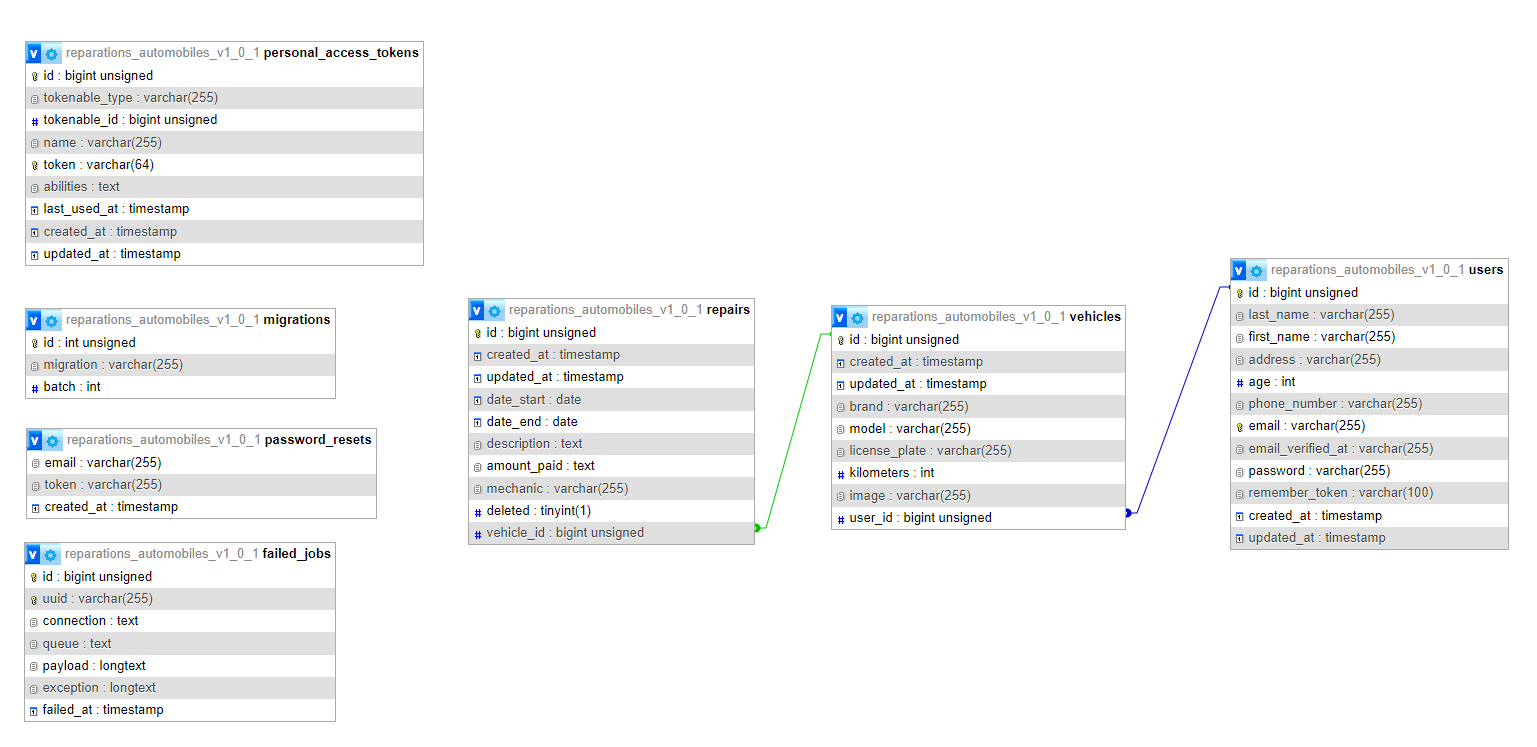 reparations_automobiles_v1_0_1 personal_access_tokens
id : bigint unsigned
tokenable_type : varchar(255)
tokenable_id : bigint unsigned
name : varchar(255)
token : varchar(64)
abilities : text
last_used_at : timestamp
created_at : timestamp
updated_at : timestamp
reparations_automobiles_v1_0_1 migrations
id : int unsigned
migration : varchar(255)
batch : int
reparations_automobiles_v1_0_1 password_resets
email : varchar(255)
token : varchar(255)
created_at : timestamp
reparations_automobiles_v1_0_1 failed_jobs
id : bigint unsigned
uuid : varchar(255)
connection : text
queue : text
payload : longtext
exception : longtext
failed_at : timestamp
reparations_automobiles_v1_0_1 repairs
id : bigint unsigned
created_at : timestamp
updated_at : timestamp
date_start : date
date_end : date
description : text
amount_paid : text
mechanic : varchar(255)
deleted : tinyint(1)
vehicle_id : bigint unsigned
reparations_automobiles_v1_0_1 vehicles
id : bigint unsigned
created_at : timestamp
updated_at : timestamp
brand : varchar(255)
model : varchar(255)
license_plate : varchar(255)
kilometers : int
image : varchar(255)
user_id : bigint unsigned
reparations_automobiles_v1_0_1 users
id : bigint unsigned
last_name : varchar(255)
first_name : varchar(255)
address : varchar(255)
age : int
phone_number : varchar(255)
email : varchar(255)
email_verified_at : varchar(255)
password : varchar(255)
remember_token : varchar(100)
created_at : timestamp
updated_at : timestamp